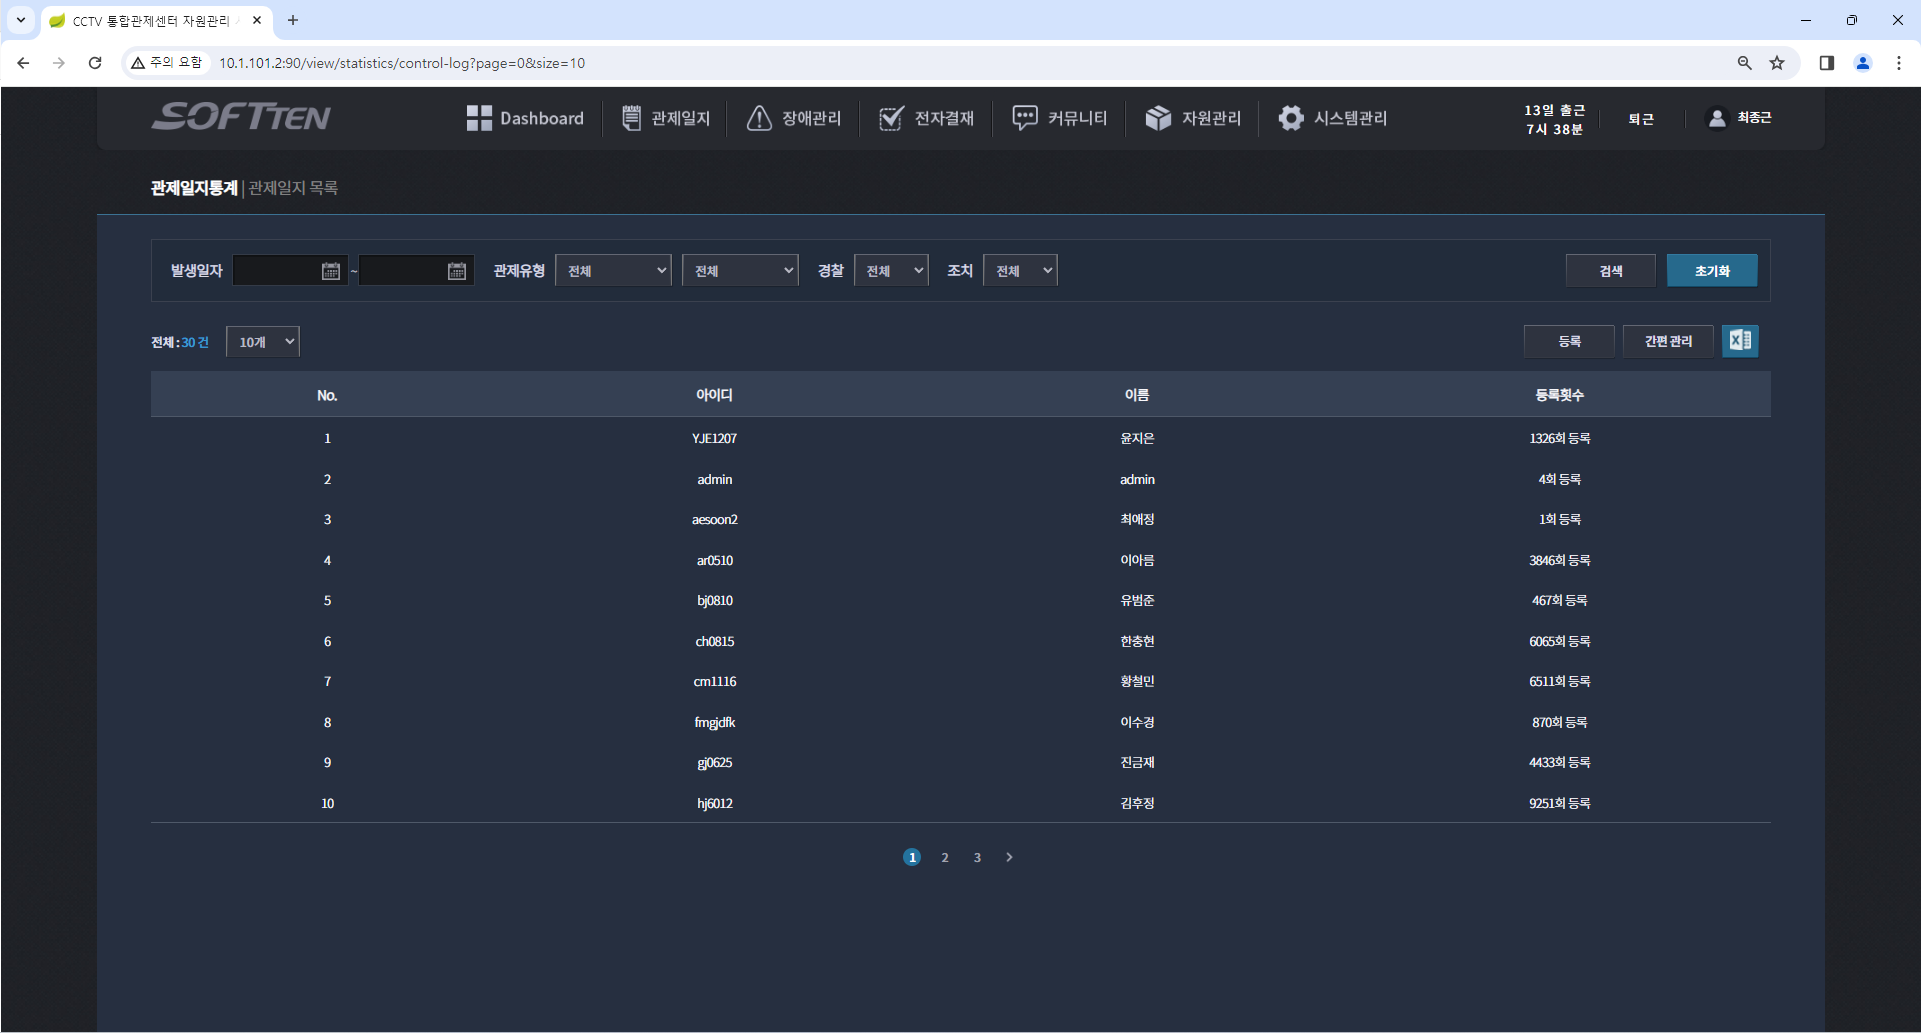 CCTV 통합관제센터 자원관리
주의 요함 10.1.101.2:90/view/statistics/control-log?page=0&size=10
SOFTTEN Dashboard 관제일지 장애관리 전자결재 커뮤니티 자원관리 시스템관리 13일 출근 퇴근 최종근
7시 38분
관제일지통계 | 관제일지 목록
발생일자 ~ 관제유형 전체 전체 경찰 전체 조치 전체 검색 초기화
전체 : 30 건 10개 등록 간편 관리
No. 아이디 이름 등록횟수
1 YJE1207 윤지은 1326회 등록
2 admin admin 4회 등록
3 aesoon2 최애정 1회 등록
4 ar0510 이아름 3846회 등록
5 bj0810 유범준 467회 등록
6 ch0815 한충현 6065회 등록
7 cm1116 황철민 6511회 등록
8 fmgjdfk 이수경 870회 등록
9 gj0625 진금재 4433회 등록
10 hj6012 김후정 9251회 등록
1 2 3